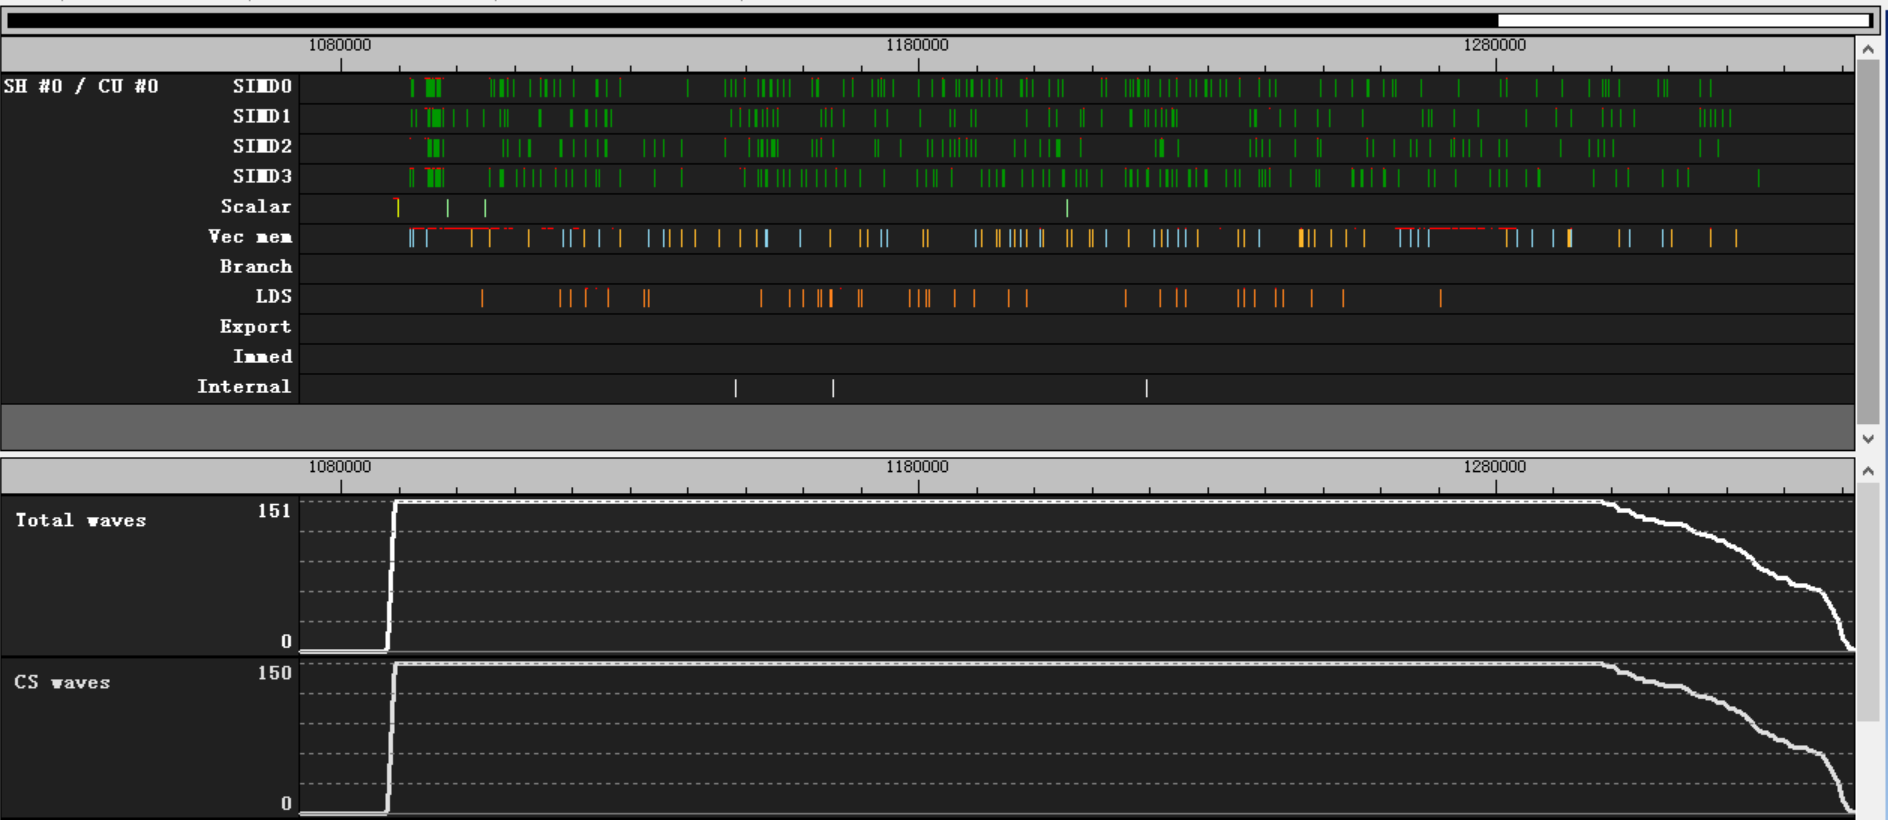 1080000 1180000 1280000
SH #0 / CU #0 SIMD0
SIMD1
SIMD2
SIMD3
Scalar
Vec mem
Branch
LDS
Export
Immed
Internal
1080000 1180000 1280000
151
Total waves
0
150
CS waves
0